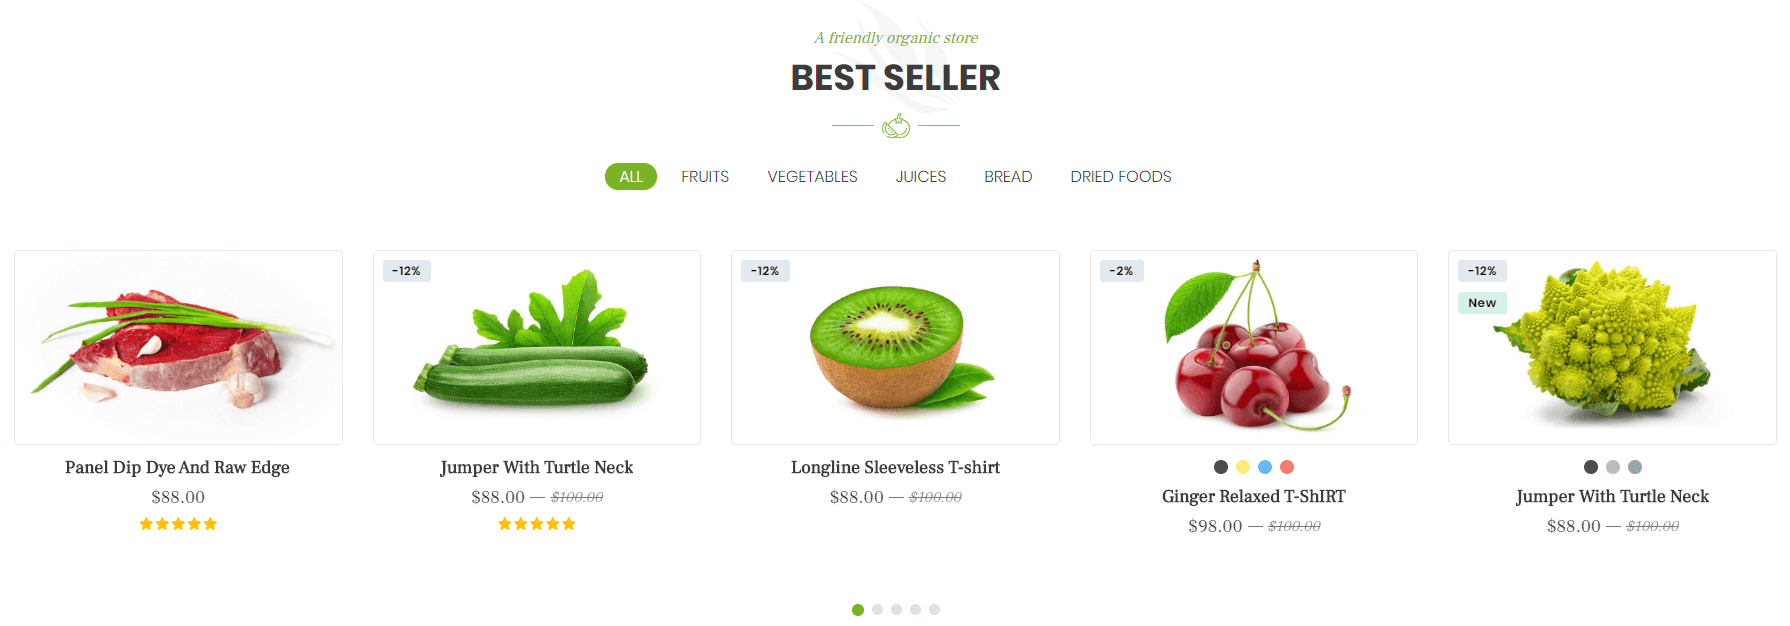 A friendly organic store
BEST SELLER
ALL FRUITS VEGETABLES JUICES BREAD DRIED FOODS
-12% -12% -2% -12%
New
Panel Dip Dye And Raw Edge
$88.00
Jumper With Turtle Neck
$88.00 — $100.00
Longline Sleeveless T-shirt
$88.00 — $100.00
Ginger Relaxed T-ShIRT
$98.00 — $100.00
Jumper With Turtle Neck
$88.00 — $100.00